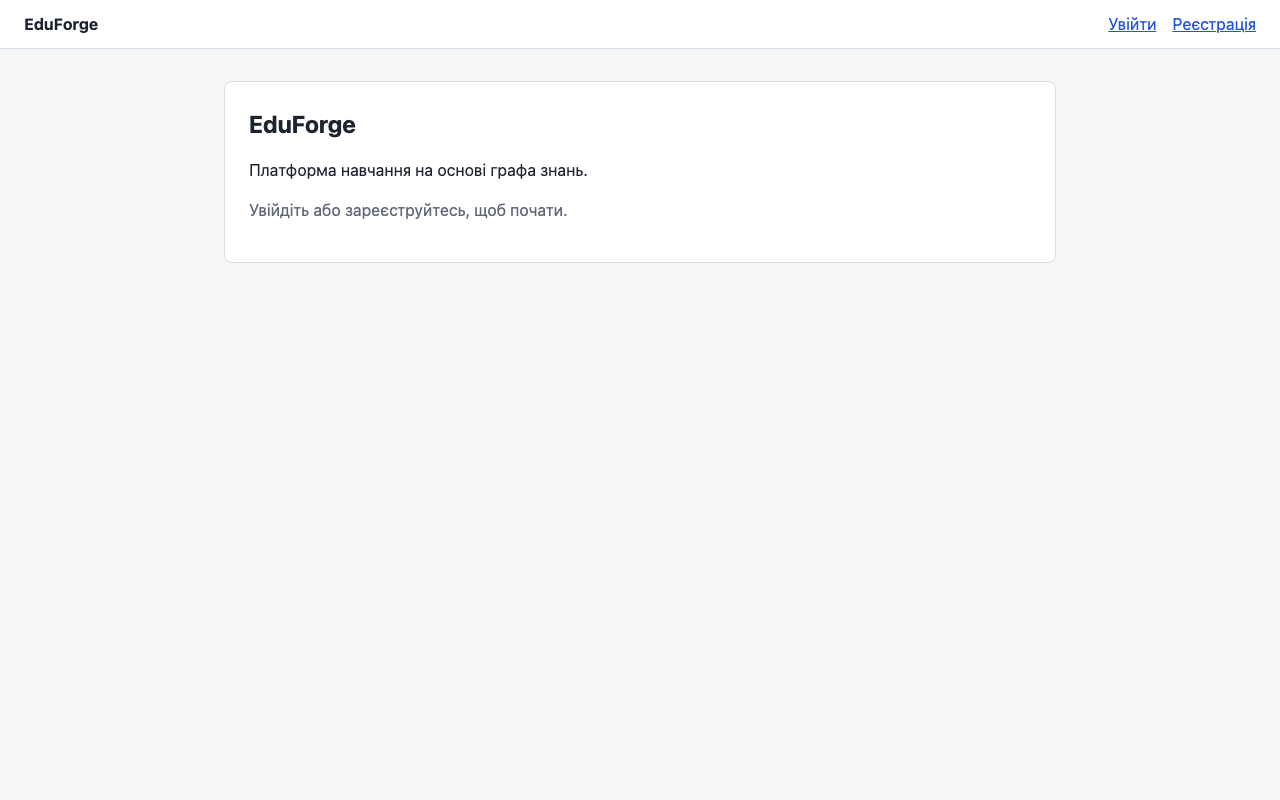 EduForge
Увійти Реєстрація
EduForge
Платформа навчання на основі графа знань.
Увійдіть або зареєструйтесь, щоб почати.